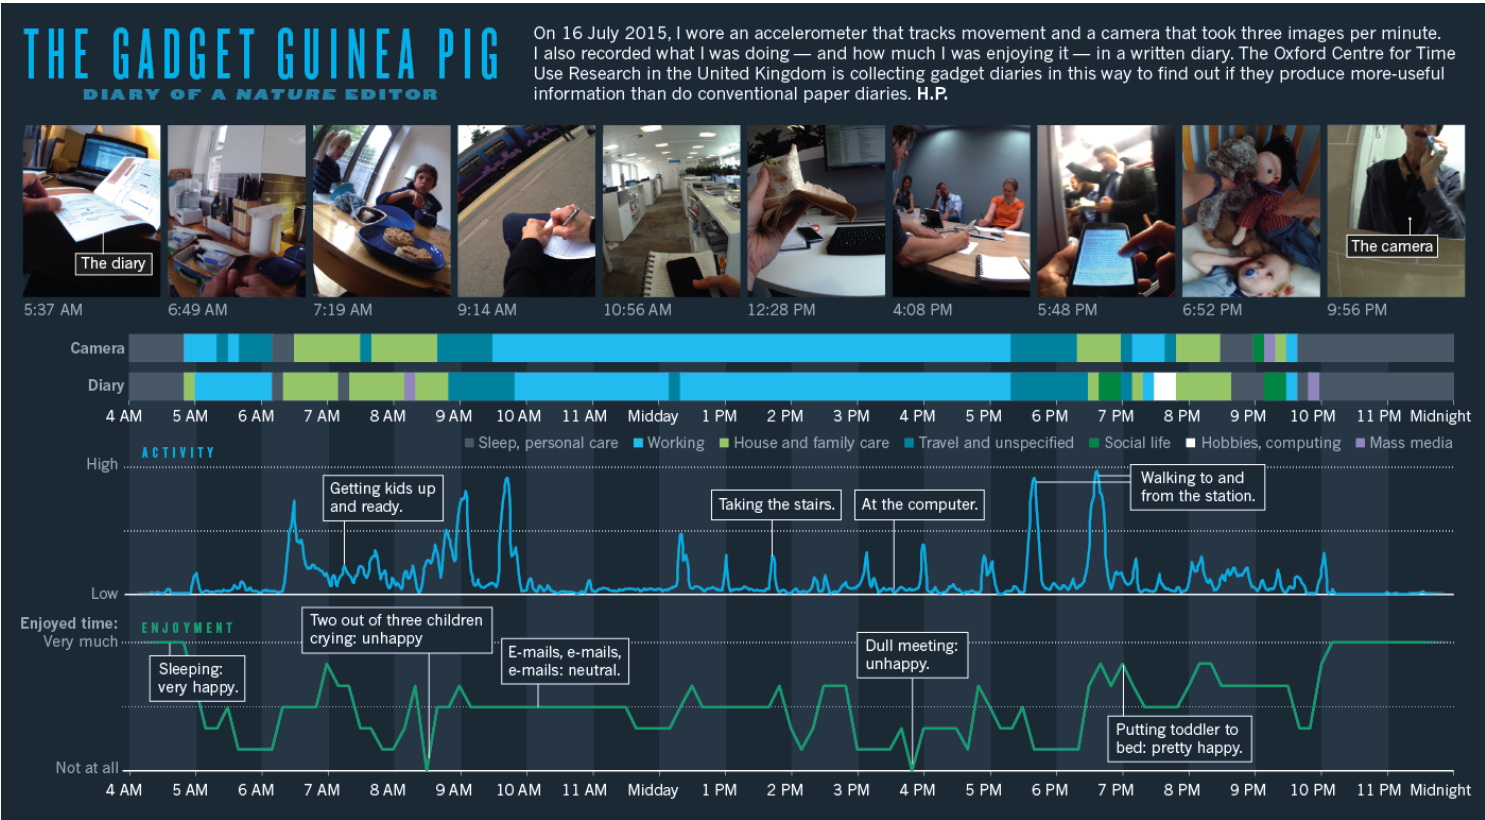 THE GADGET GUINEA PIG
DIARY OF A NATURE EDITOR
On 16 July 2015, I wore an accelerometer that tracks movement and a camera that took three images per minute.
I also recorded what I was doing — and how much I was enjoying it — in a written diary. The Oxford Centre for Time
Use Research in the United Kingdom is collecting gadget diaries in this way to find out if they produce more-useful
information than do conventional paper diaries. H.P.
The diary
The camera
5:37 AM 6:49 AM 7:19 AM 9:14 AM 10:56 AM 12:28 PM 4:08 PM 5:48 PM 6:52 PM 9:56 PM
Camera
Diary
4 AM 5 AM 6 AM 7 AM 8 AM 9 AM 10 AM 11 AM Midday 1 PM 2 PM 3 PM 4 PM 5 PM 6 PM 7 PM 8 PM 9 PM 10 PM 11 PM Midnight
Sleep, personal care Working House and family care Travel and unspecified Social life Hobbies, computing Mass media
ACTIVITY
High
Getting kids up
and ready.
Taking the stairs.
At the computer.
Walking to and
from the station.
Low
Enjoyed time:
Very much
ENJOYMENT
Sleeping:
very happy.
Two out of three children
crying: unhappy
E-mails, e-mails,
e-mails: neutral.
Dull meeting:
unhappy.
Putting toddler to
bed: pretty happy.
Not at all
4 AM 5 AM 6 AM 7 AM 8 AM 9 AM 10 AM 11 AM Midday 1 PM 2 PM 3 PM 4 PM 5 PM 6 PM 7 PM 8 PM 9 PM 10 PM 11 PM Midnight